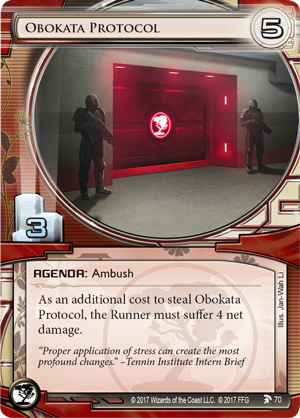 Obokata Protocol
5
3
AGENDA: Ambush
As an additional cost to steal Obokata
Protocol, the Runner must suffer 4 net
damage.
“Proper application of stress can create the most
profound changes.” –Tennin Institute Intern Brief
Illus. Jan-Wah Li
© 2017 Wizards of the Coast LLC. © 2017 FFG
70